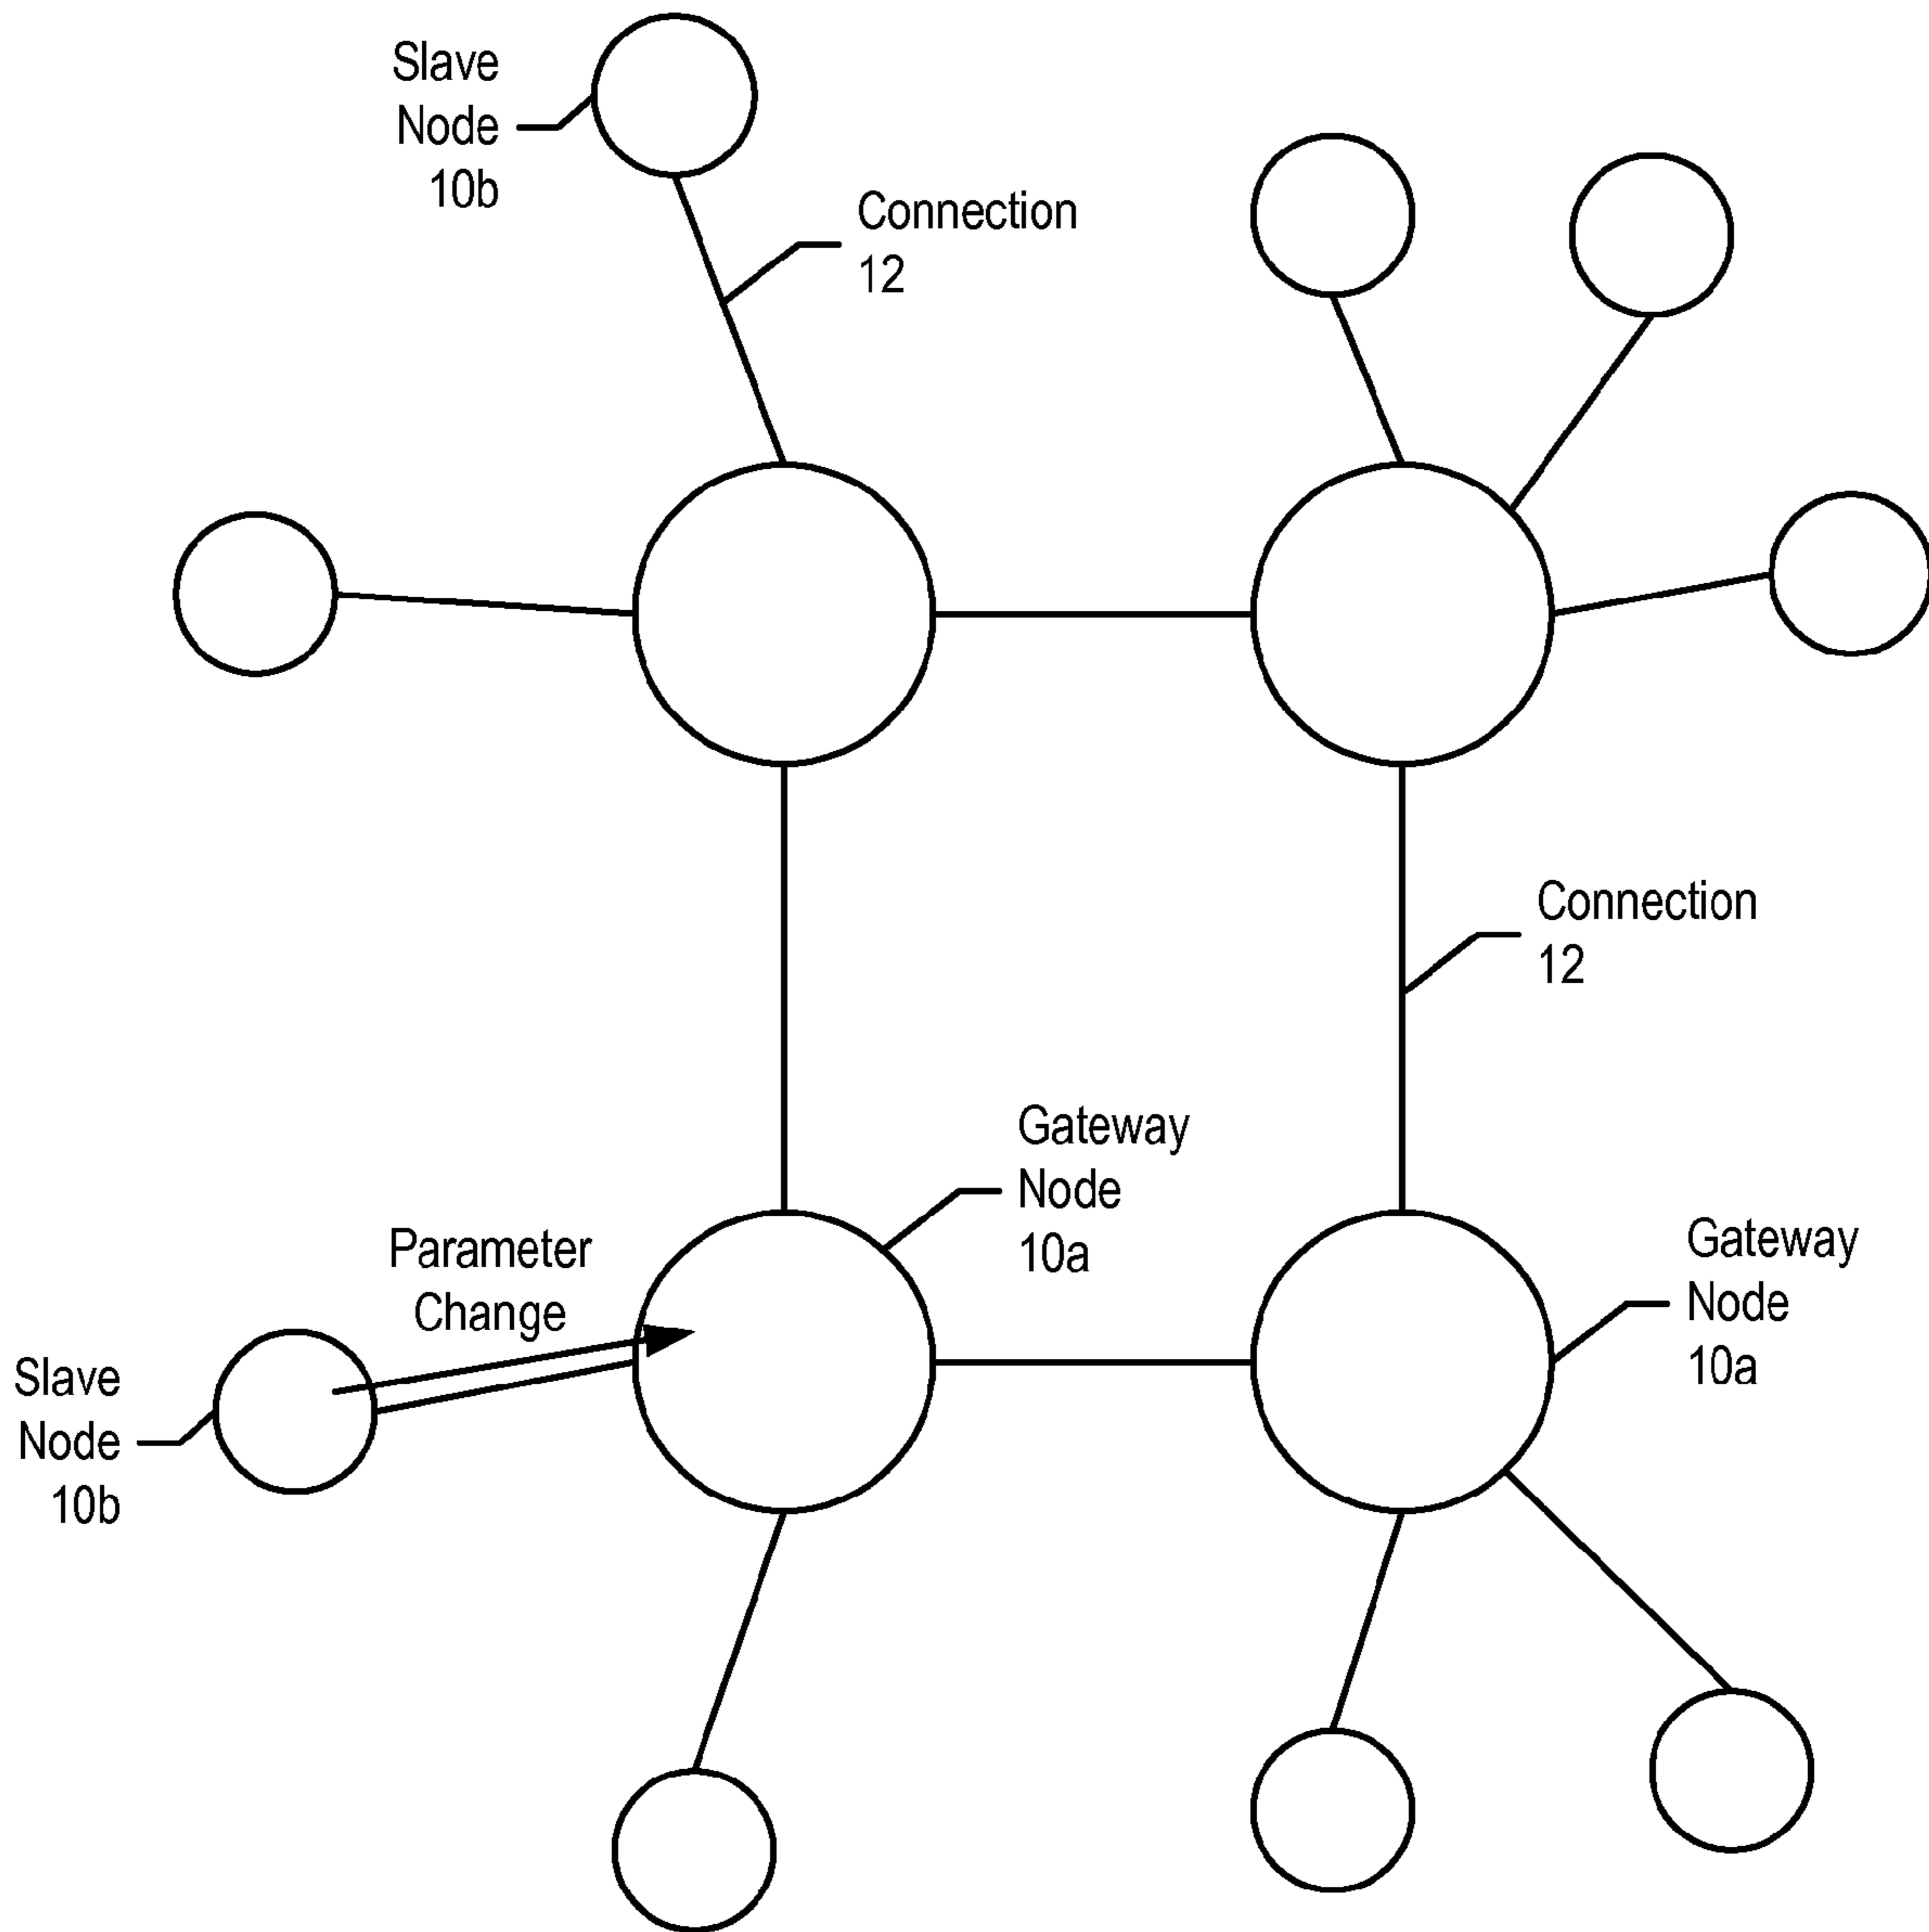 Slave
Node
10b
Connection
12
Connection
12
Gateway
Node
10a
Parameter
Change
Gateway
Node
10a
Slave
Node
10b